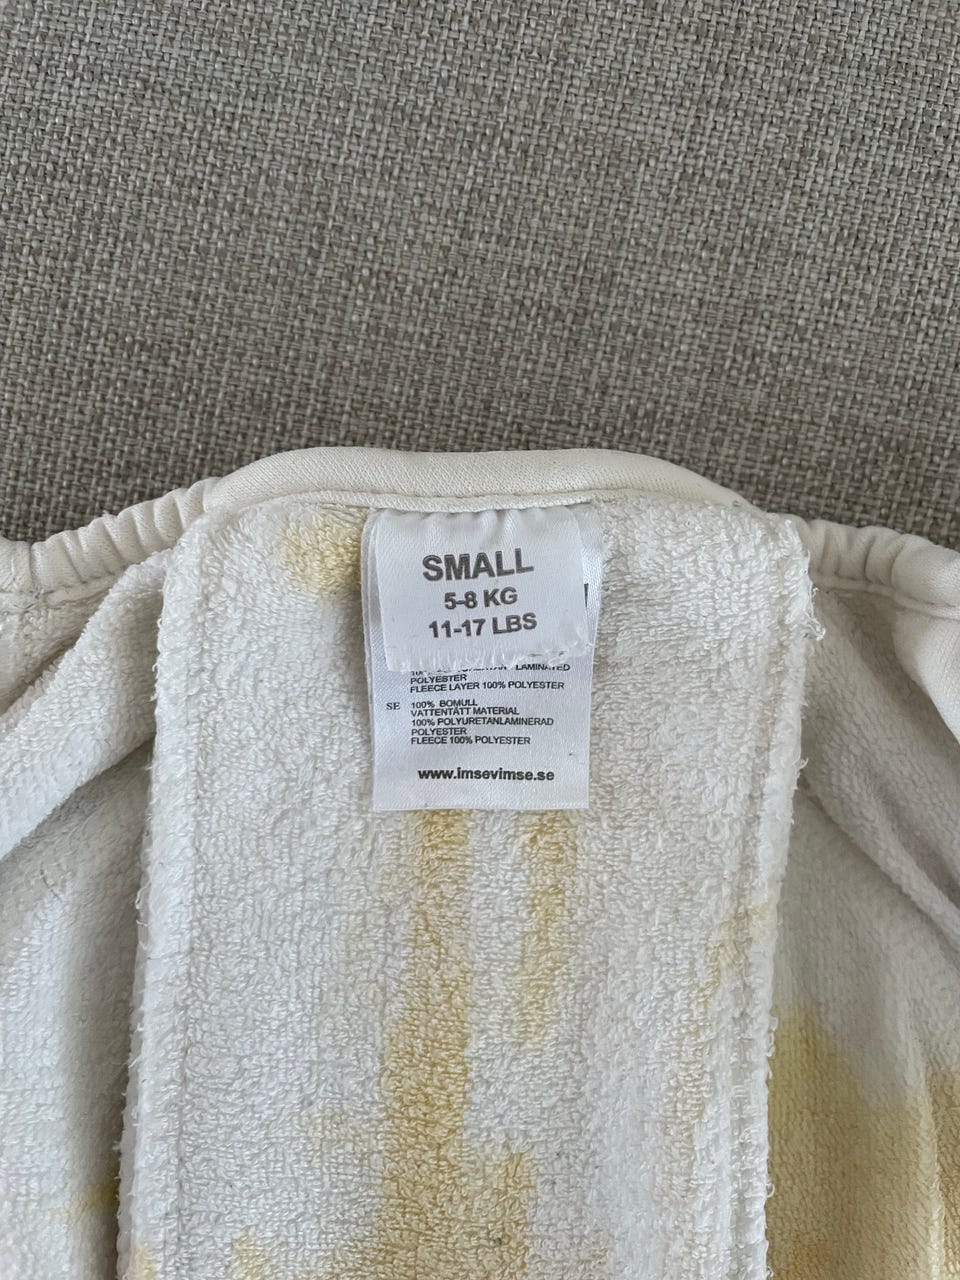 SMALL
5-8 KG
11-17 LBS
LAMINATED
POLYESTER
FLEECE LAYER 100% POLYESTER
SE 100% BOMULL
VATTENTÄTT MATERIAL
100% POLYURETANLAMINERAD
POLYESTER
FLEECE 100% POLYESTER
www.imsevimse.se